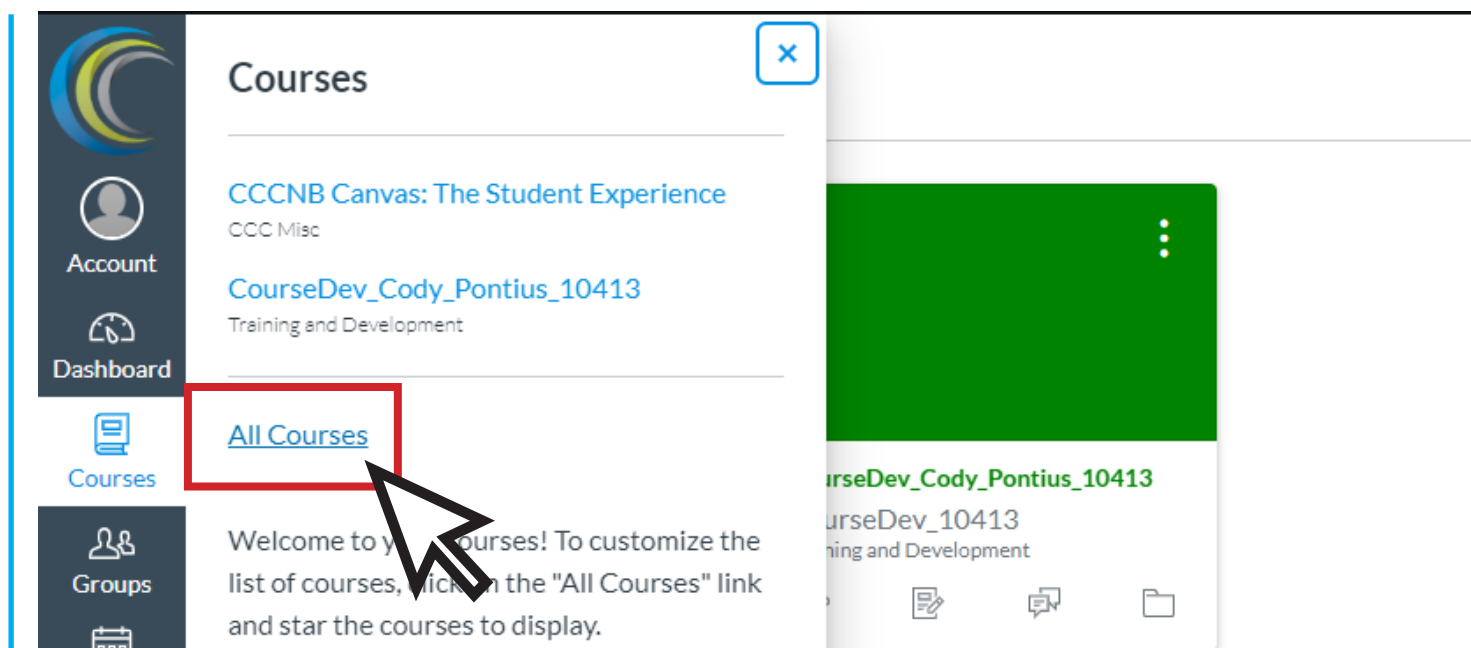 Account
Dashboard
Courses
Groups
Courses
CCCNB Canvas: The Student Experience
CCC Misc
CourseDev_Cody_Pontius_10413
Training and Development
All Courses
Welcome to ourses! To customize the
list of courses, the "All Courses" link
and star the courses to display.
urseDev_Cody_Pontius_10413
urseDev_10413
ning and Development